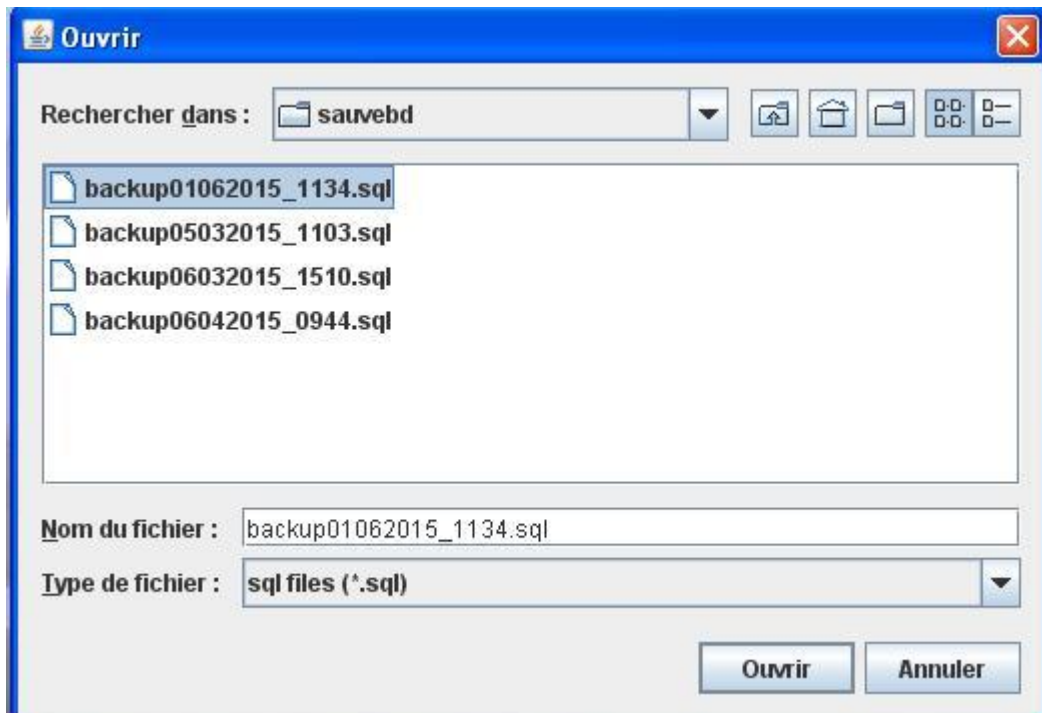 Ouvrir
Rechercher dans : sauvebd
backup01062015_1134.sql
backup05032015_1103.sql
backup06032015_1510.sql
backup06042015_0944.sql
Nom du fichier : backup01062015_1134.sql
Type de fichier : sql files (*.sql)
Ouvrir Annuler